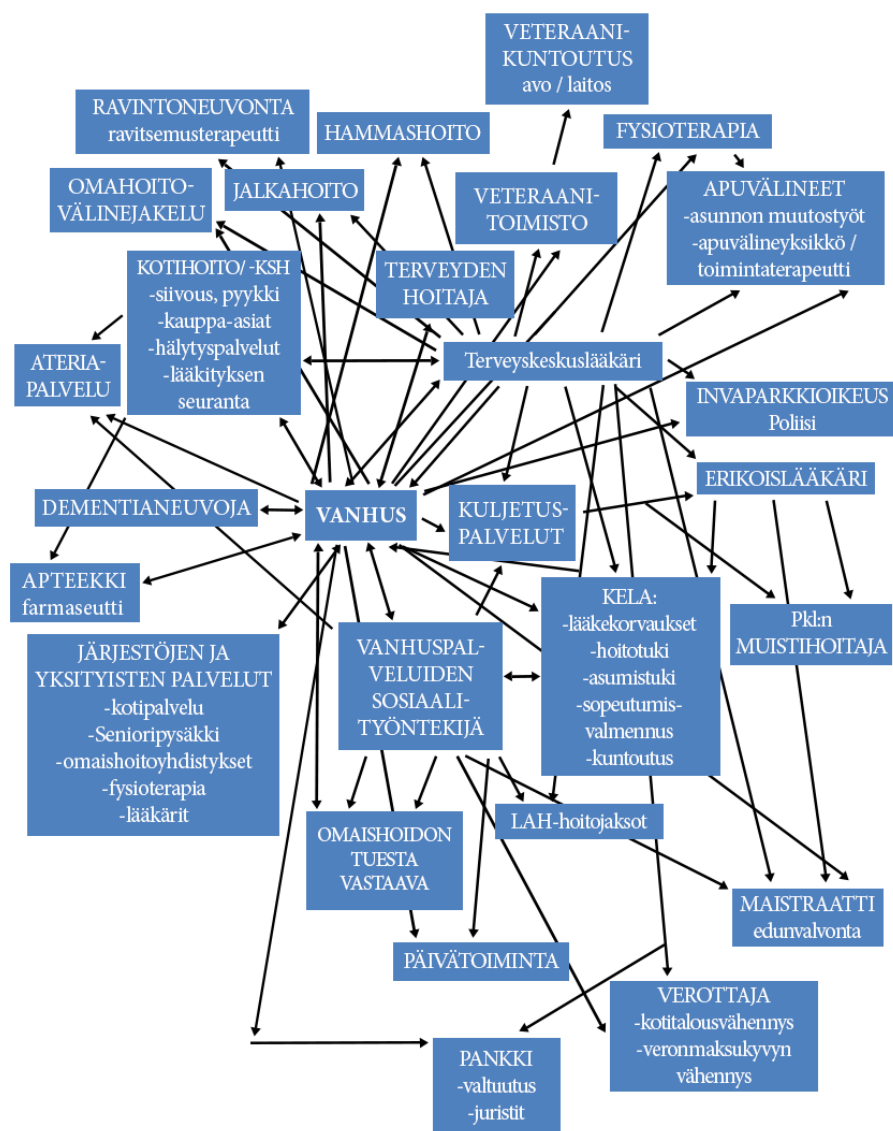 VETERAANI-
KUNTOUTUS
avo / laitos
RAVINTONEUVONTA
ravitsemusterapeutti
HAMMASHOITO
FYSIOTERAPIA
OMAHOITO-
VÄLINEJAKELU
JALKAHOITO
VETERAANI-
TOIMISTO
APUVÄLINEET
-asunnon muutostyöt
-apuvälineyksikkö /
toimintaterapeutti
KOTIHOITO/ -KSH
-siivous, pyykki
-kauppa-asiat
-hälytyspalvelut
-lääkityksen
seuranta
TERVEYDEN
HOITAJA
ATERIA-
PALVELU
Terveyskeskuslääkäri
INVAPARKKIOIKEUS
Poliisi
ERIKOISLÄÄKÄRI
DEMENTIANEUVOJA
VANHUS
KULJETUS-
PALVELUT
APTEEKKI
farmaseutti
KELA:
-lääkekorvaukset
-hoitotuki
-asumistuki
-sopeutumis-
valmennus
-kuntoutus
Pkl:n
MUISTIHOITAJA
JÄRJESTÖJEN JA
YKSITYISTEN PALVELUT
-kotipalvelu
-Senioripysäkki
-omaishoitoyhdistykset
-fysioterapia
-lääkärit
VANHUSPAL-
VELUIDEN
SOSIAALI-
TYÖNTEKIJÄ
OMAISHOIDON
TUESTA
VASTAAVA
LAH-hoitojaksot
MAISTRAATTI
edunvalvonta
PÄIVÄTOIMINTA
VEROTTAJA
-kotitalousvähennys
-veronmaksukyvyn
vähennys
PANKKI
-valtuutus
-juristit